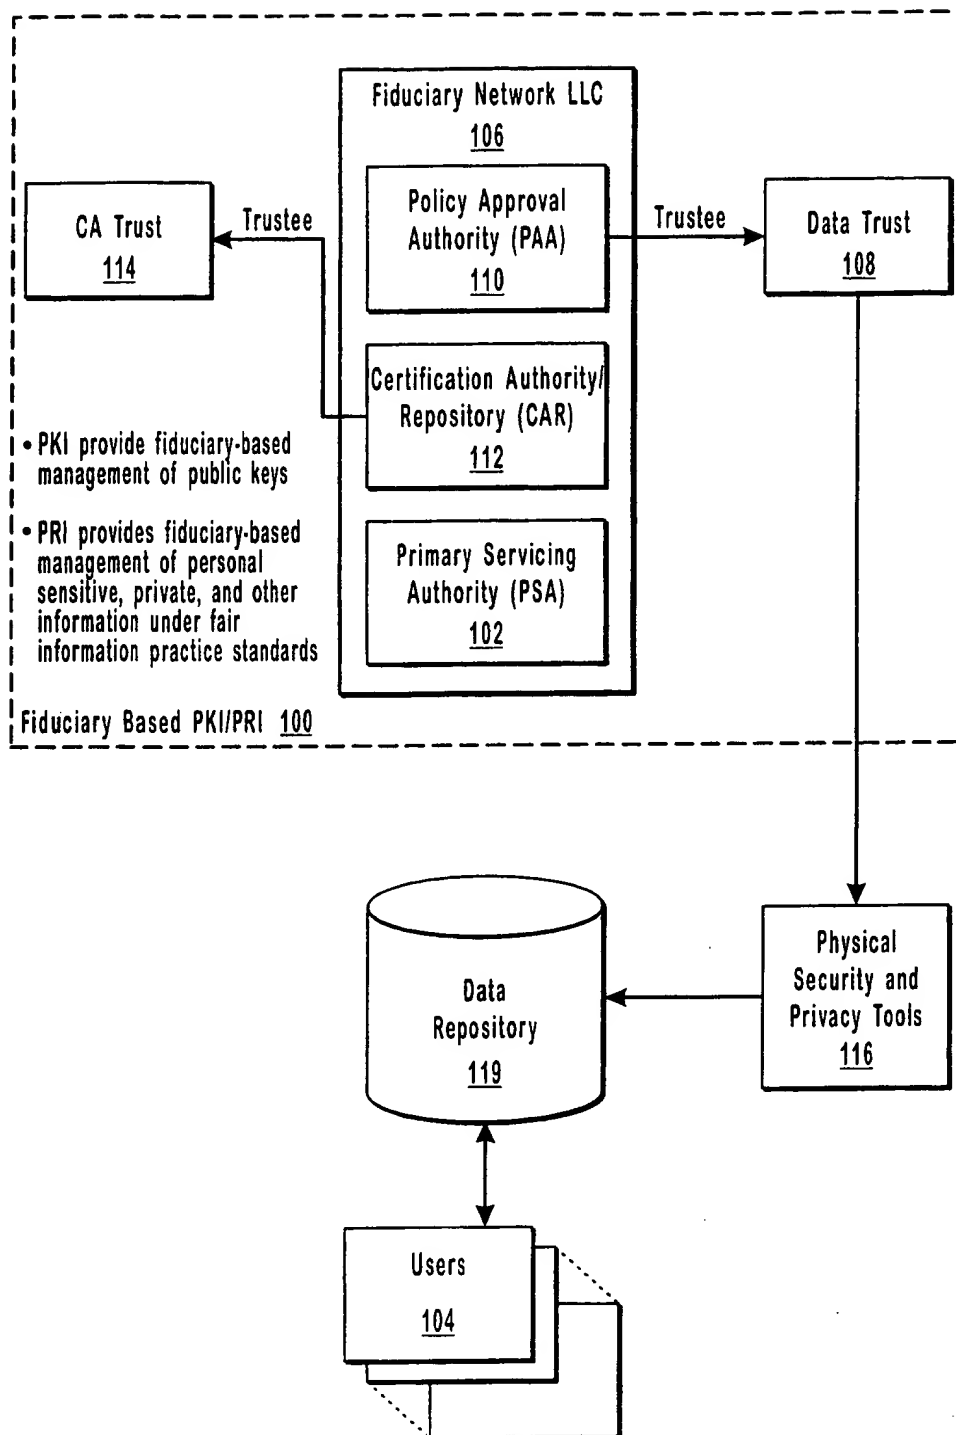 Fiduciary Network LLC
106
Policy Approval
Authority (PAA)
110
Trustee
CA Trust
114
Trustee
Data Trust
108
Certification Authority/
Repository (CAR)
112
• PKI provide fiduciary-based
management of public keys
• PRI provides fiduciary-based
management of personal
sensitive, private, and other
information under fair
information practice standards
Primary Servicing
Authority (PSA)
102
Fiduciary Based PKI/PRI 100
Physical
Security and
Privacy Tools
116
Data
Repository
119
Users
104